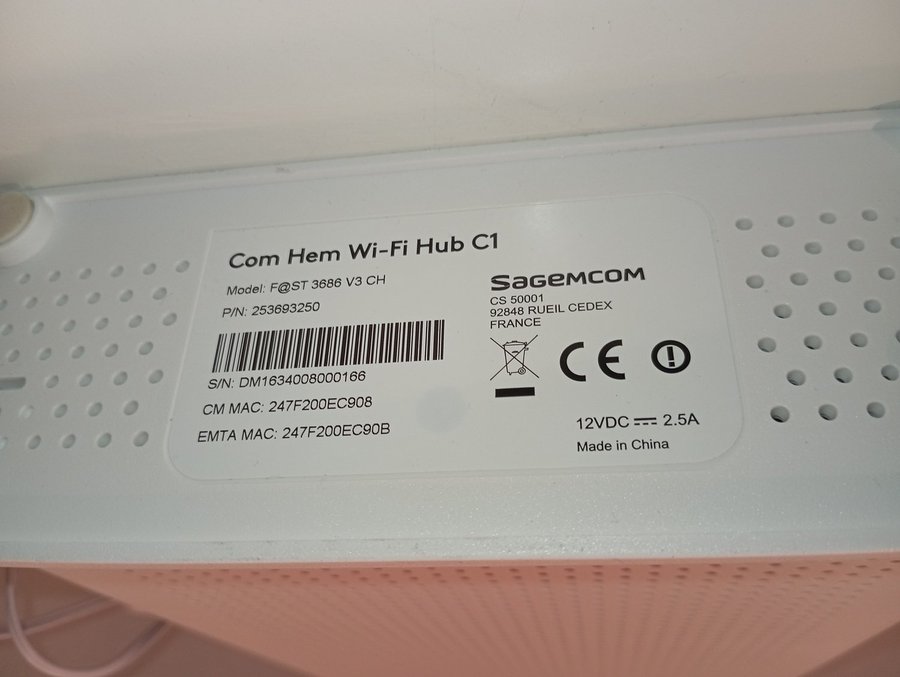 Com Hem Wi-Fi Hub C1
Model: F@ST 3686 V3 CH
P/N: 253693250
S/N: DM1634008000166
CM MAC: 247F200EC908
EMTA MAC: 247F200EC90B
SAGEMCOM
CS 50001
92848 RUEIL CEDEX
FRANCE
CE
12VDC 2.5A
Made in China